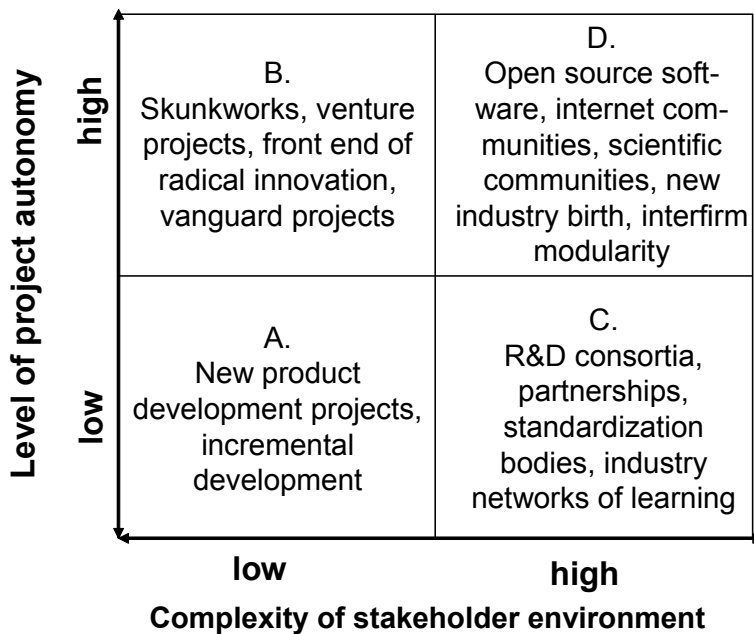 Level of project autonomy
high
low
B.
Skunkworks, venture
projects, front end of
radical innovation,
vanguard projects
D.
Open source soft-
ware, internet com-
munities, scientific
communities, new
industry birth, interfirm
modularity
A.
New product
development projects,
incremental
development
C.
R&D consortia,
partnerships,
standardization
bodies, industry
networks of learning
low
high
Complexity of stakeholder environment